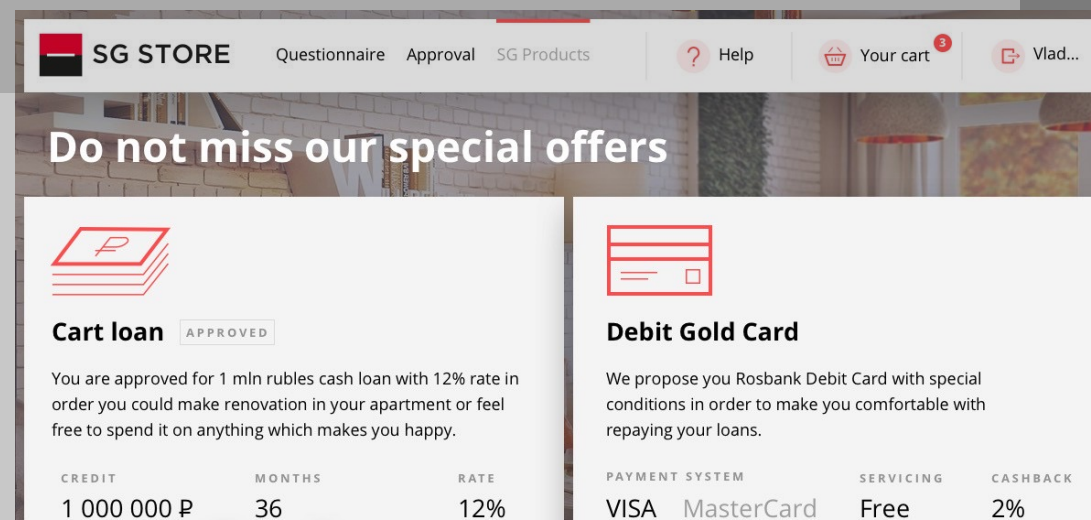 SG STORE
Questionnaire Approval SG Products
Help
Your cart 3
Vlad...
Do not miss our special offers
₽
Cart loan APPROVED
You are approved for 1 mln rubles cash loan with 12% rate in
order you could make renovation in your apartment or feel
free to spend it on anything which makes you happy.
CREDIT MONTHS RATE
1 000 000 ₽ 36 12%
Debit Gold Card
We propose you Rosbank Debit Card with special
conditions in order to make you comfortable with
repaying your loans.
PAYMENT SYSTEM SERVICING CASHBACK
VISA MasterCard Free 2%